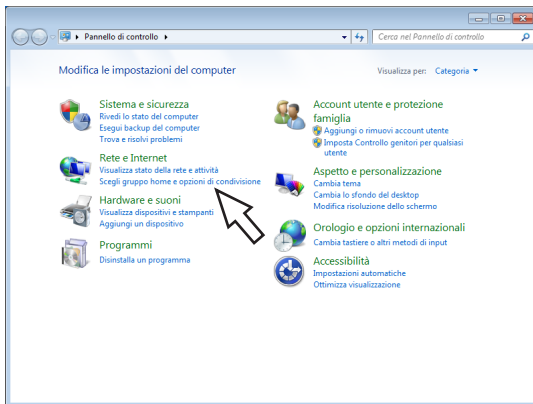 Pannello di controllo
Cerca nel Pannello di controllo
Modifica le impostazioni del computer
Visualizza per: Categoria
Sistema e sicurezza
Rivedi lo stato del computer
Esegui backup del computer
Trova e risolvi problemi
Rete e Internet
Visualizza stato della rete e attività
Scegli gruppo home e opzioni di condivisione
Hardware e suoni
Visualizza dispositivi e stampanti
Aggiungi un dispositivo
Programmi
Disinstalla un programma
Account utente e protezione
famiglia
Aggiungi o rimuovi account utente
Imposta Controllo genitori per qualsiasi
utente
Aspetto e personalizzazione
Cambia tema
Cambia lo sfondo del desktop
Modifica risoluzione dello schermo
Orologio e opzioni internazionali
Cambia tastiere o altri metodi di input
Accessibilità
Impostazioni automatiche
Ottimizza visualizzazione